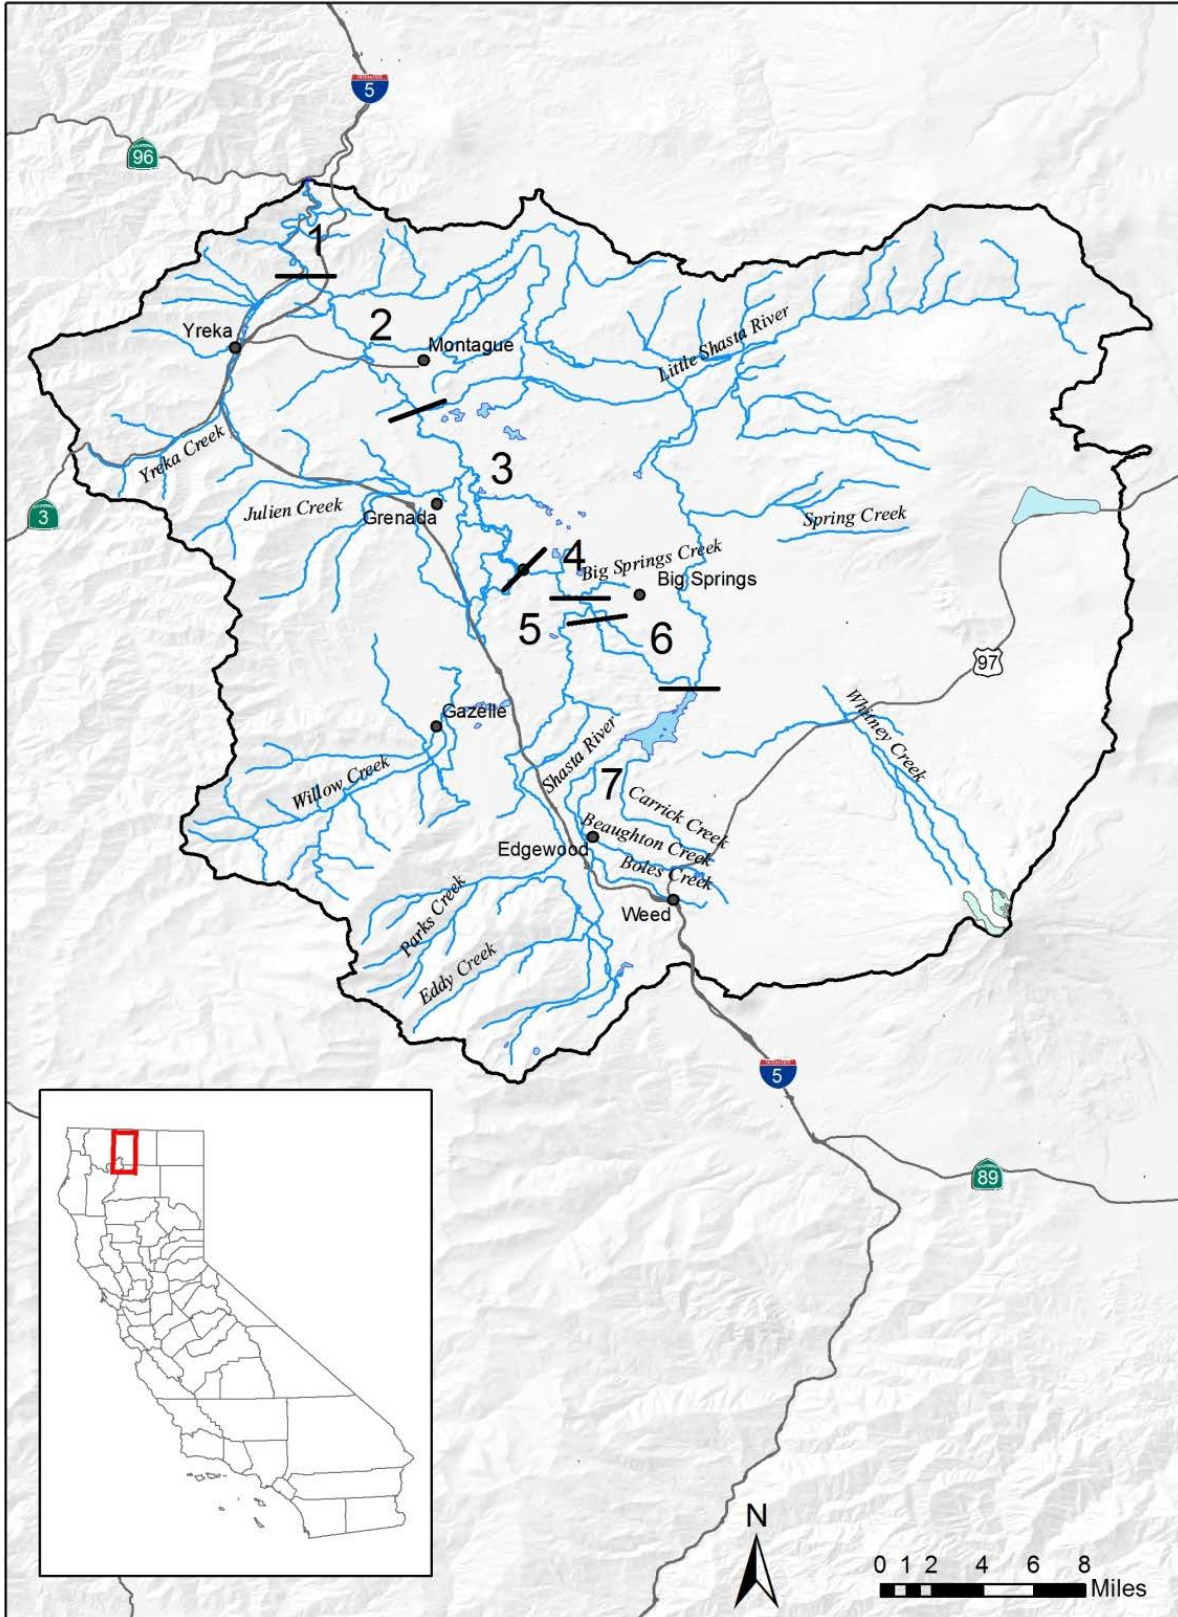 5
96
1
2
Yreka
Montague
Little Shasta River
Yreka Creek
3
3
Julien Creek
Grenada
Spring Creek
4
Big Springs Creek
Big Springs
5
6
97
Gazelle
Whitney Creek
Shasta River
Willow Creek
7
Carrick Creek
Beaughton Creek
Edgewood
Boles Creek
Weed
Parks Creek
Eddy Creek
5
89
N
0 1 2 4 6 8
Miles